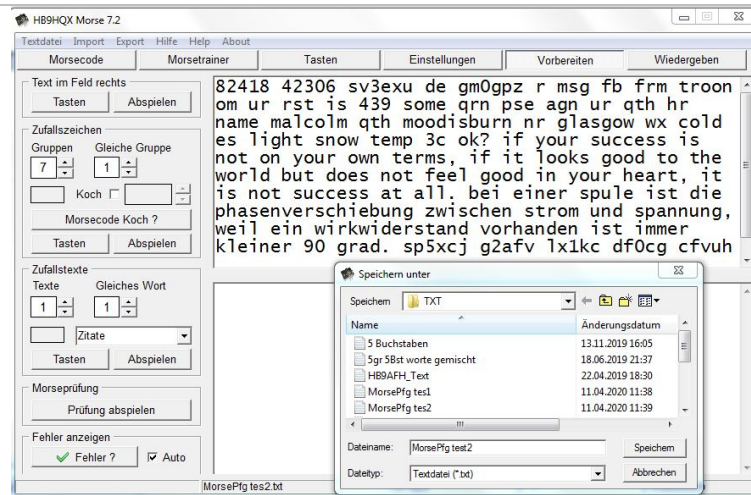 HB9HQX Morse 7.2
Textdatei Import Export Hilfe Help About
Morsecode Morsetrainer Tasten Einstellungen Vorbereiten Wiedergeben
Text im Feld rechts
Tasten Abspielen
Zufallszeichen
Gruppen Gleiche Gruppe
7 1
Koch
Morsecode Koch ?
Tasten Abspielen
Zufallstexte
Texte Gleiches Wort
1 1
Zitate
Tasten Abspielen
Morseprüfung
Prüfung abspielen
Fehler anzeigen
Fehler ? Auto
82418 42306 sv3exu de gm0gpz r msg fb frm troon
om ur rst is 439 some qrn pse agn ur qth hr
name malcolm qth moodisburn nr glasgow wx cold
es light snow temp 3c ok? if your success is
not on your own terms, if it looks good to the
world but does not feel good in your heart, it
is not success at all. bei einer spule ist die
phasenverschiebung zwischen strom und spannung,
weil ein wirkwiderstand vorhanden ist immer
kleiner 90 grad. sp5xcj g2afv lx1kc df0cg cfvuh
Speichern unter
Speichern TXT
Name Änderungsdatum
5 Buchstaben 13.11.2019 16:05
5gr 5Bst worte gemischt 18.06.2019 21:37
HB9AFH_Text 22.04.2019 18:30
MorsePfg tes1 11.04.2020 11:38
MorsePfg tes2 11.04.2020 11:39
Dateiname: MorsePfg test2 Speichern
Dateityp: Textdatei (*.txt) Abbrechen
MorsePfg tes2.txt